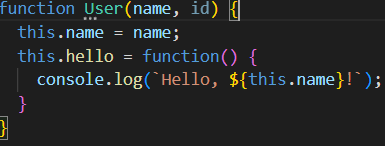 function User(name, id) {
  this.name = name;
  this.hello = function() {
    console.log(`Hello, ${this.name}!`);
  }
}